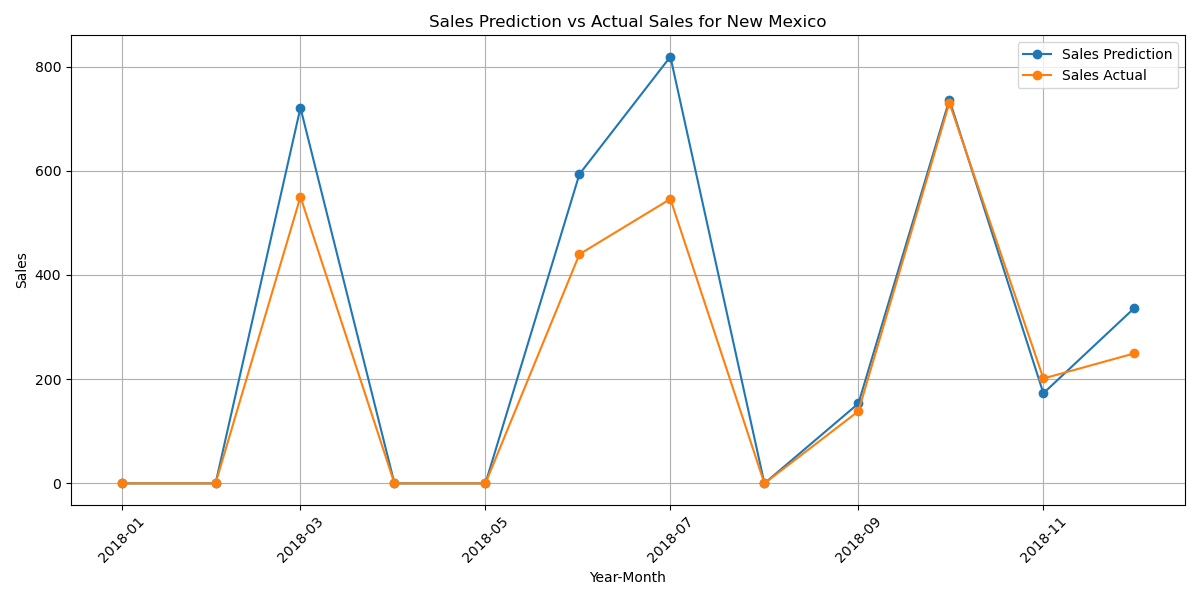 Sales Prediction vs Actual Sales for New Mexico
Sales Prediction
Sales Actual
800
600
400
200
0
Sales
2018-01
2018-03
2018-05
2018-07
2018-09
2018-11
Year-Month